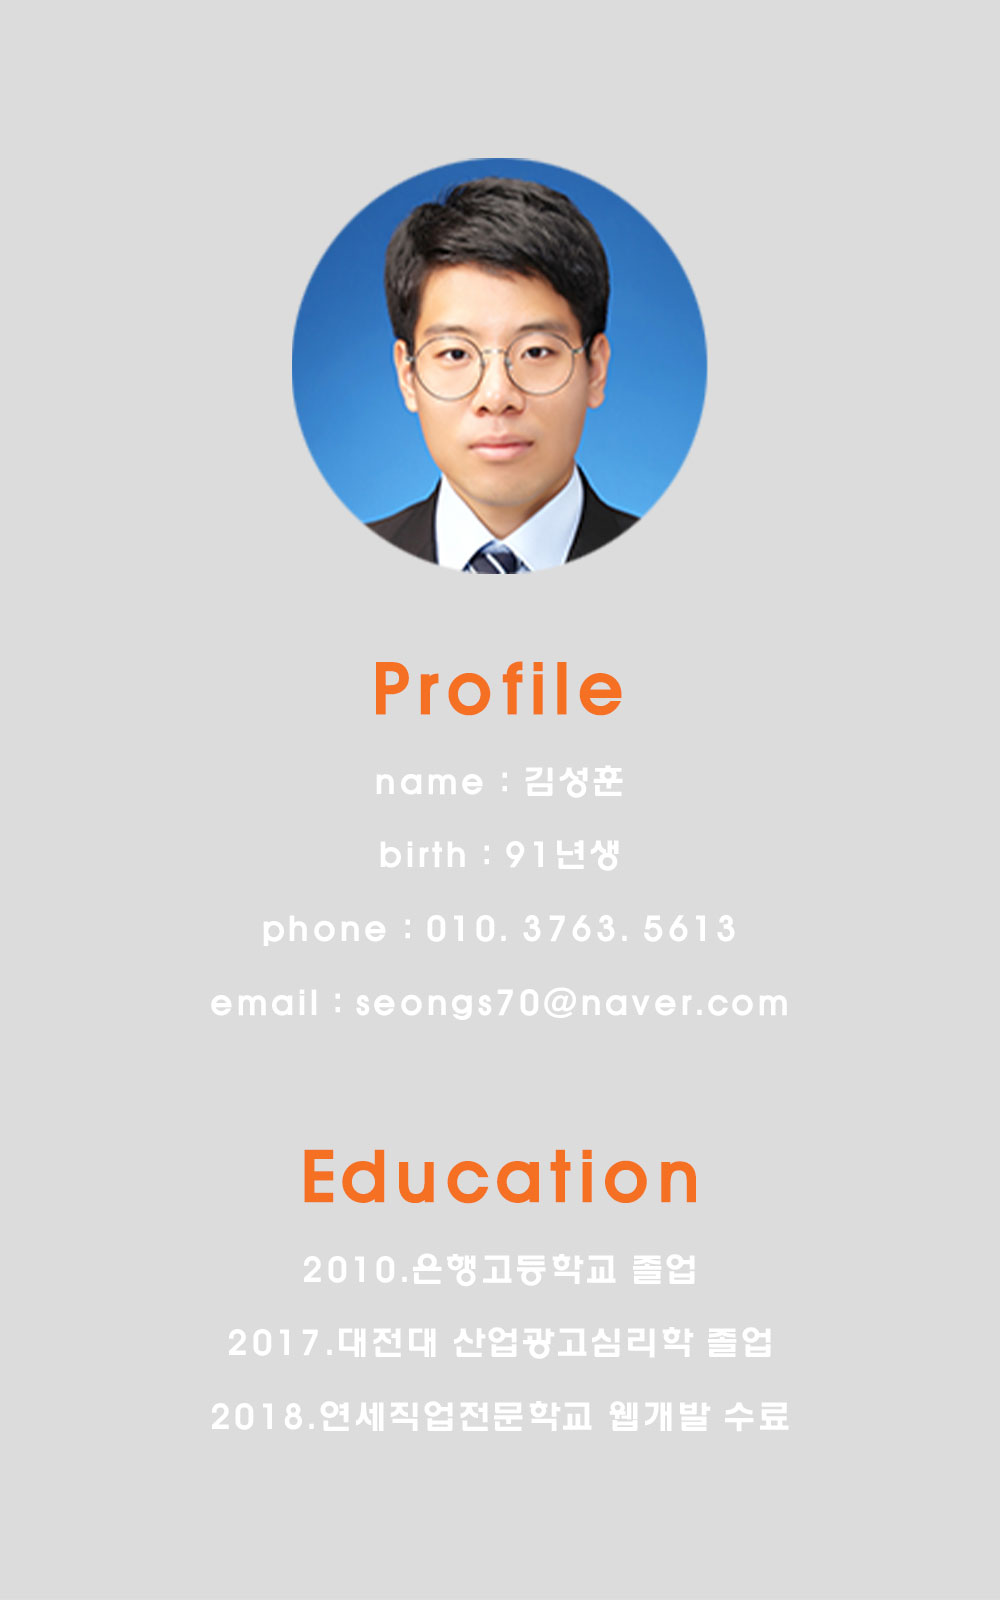 Profile
name : 김성훈
birth : 91년생
phone : 010. 3763. 5613
email : seongs70@naver.com
Education
2010.은행고등학교 졸업
2017.대전대 산업광고심리학 졸업
2018.연세직업전문학교 웹개발 수료